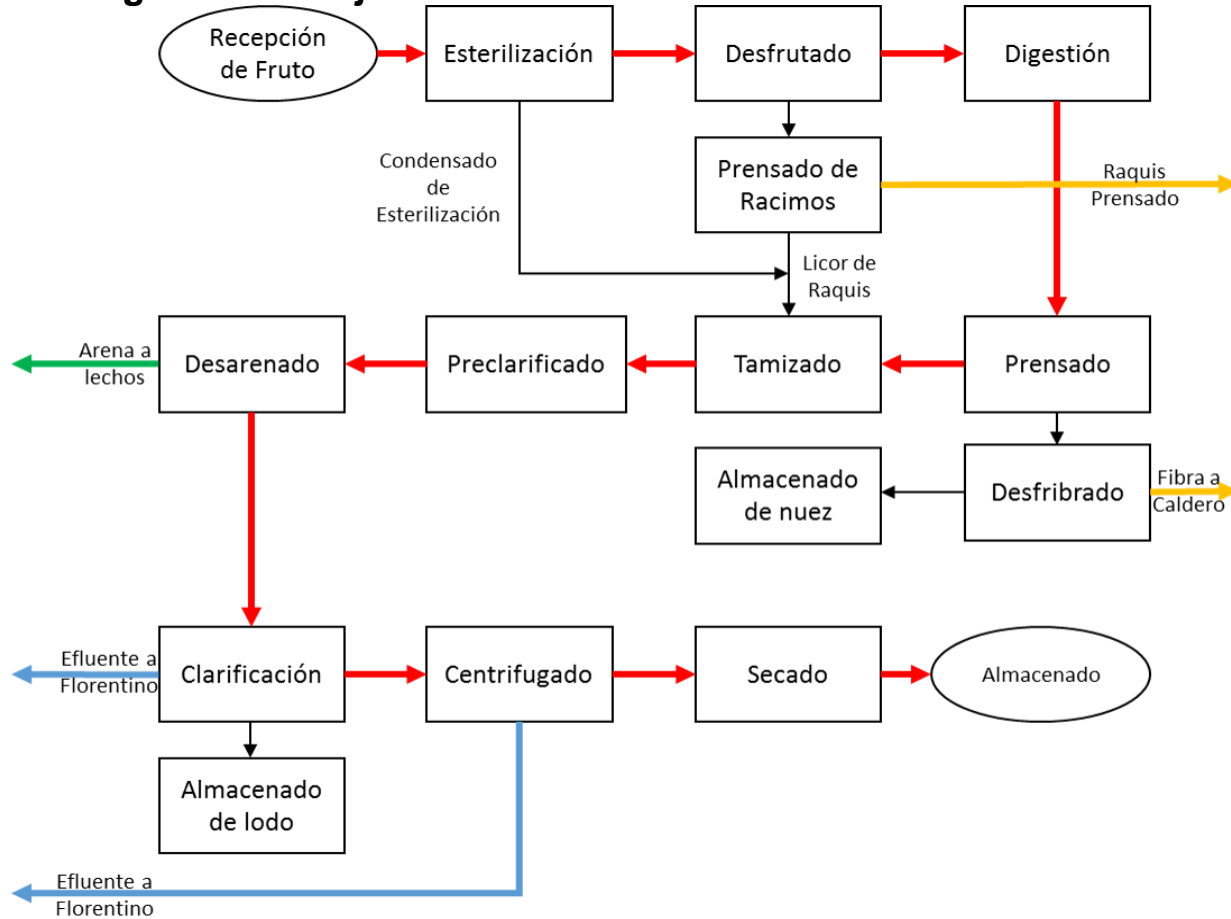 Recepción
de Fruto
Esterilización
Desfrutado
Digestión
Condensado
de
Esterilización
Prensado de
Racimos
Raquis
Prensado
Licor de
Raquis
Arena a
lechos
Desarenado
Preclarificado
Tamizado
Prensado
Almacenado
de nuez
Desfribrado
Fibra a
Caldero
Efluente a
Florentino
Clarificación
Centrifugado
Secado
Almacenado
Almacenado
de lodo
Efluente a
Florentino